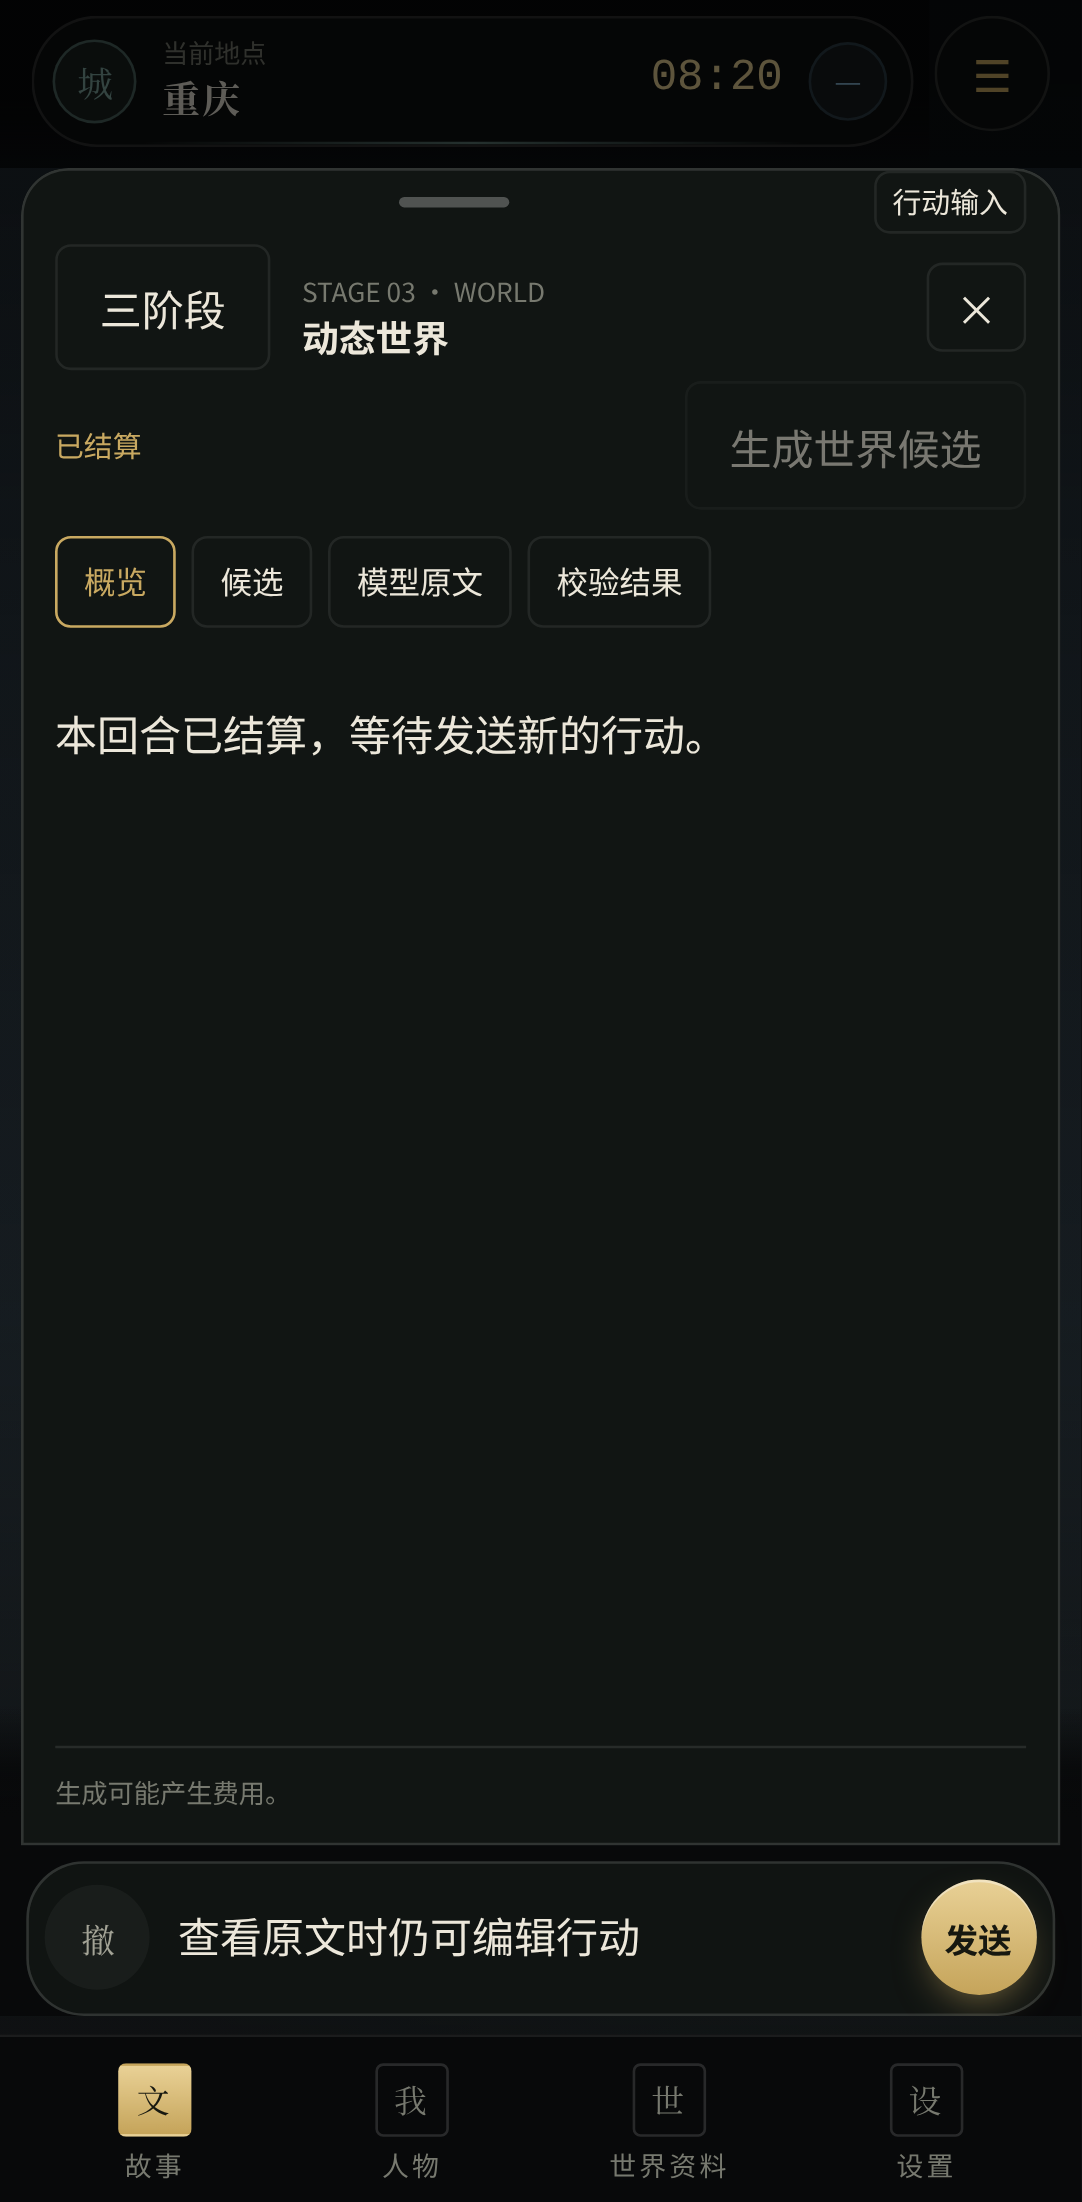 城
当前地点
重庆
08:20
—
行动输入
三阶段
STAGE 03 · WORLD
动态世界
已结算
生成世界候选
概览
候选
模型原文
校验结果
本回合已结算，等待发送新的行动。
生成可能产生费用。
撤
查看原文时仍可编辑行动
发送
文
我
世
设
故事
人物
世界资料
设置